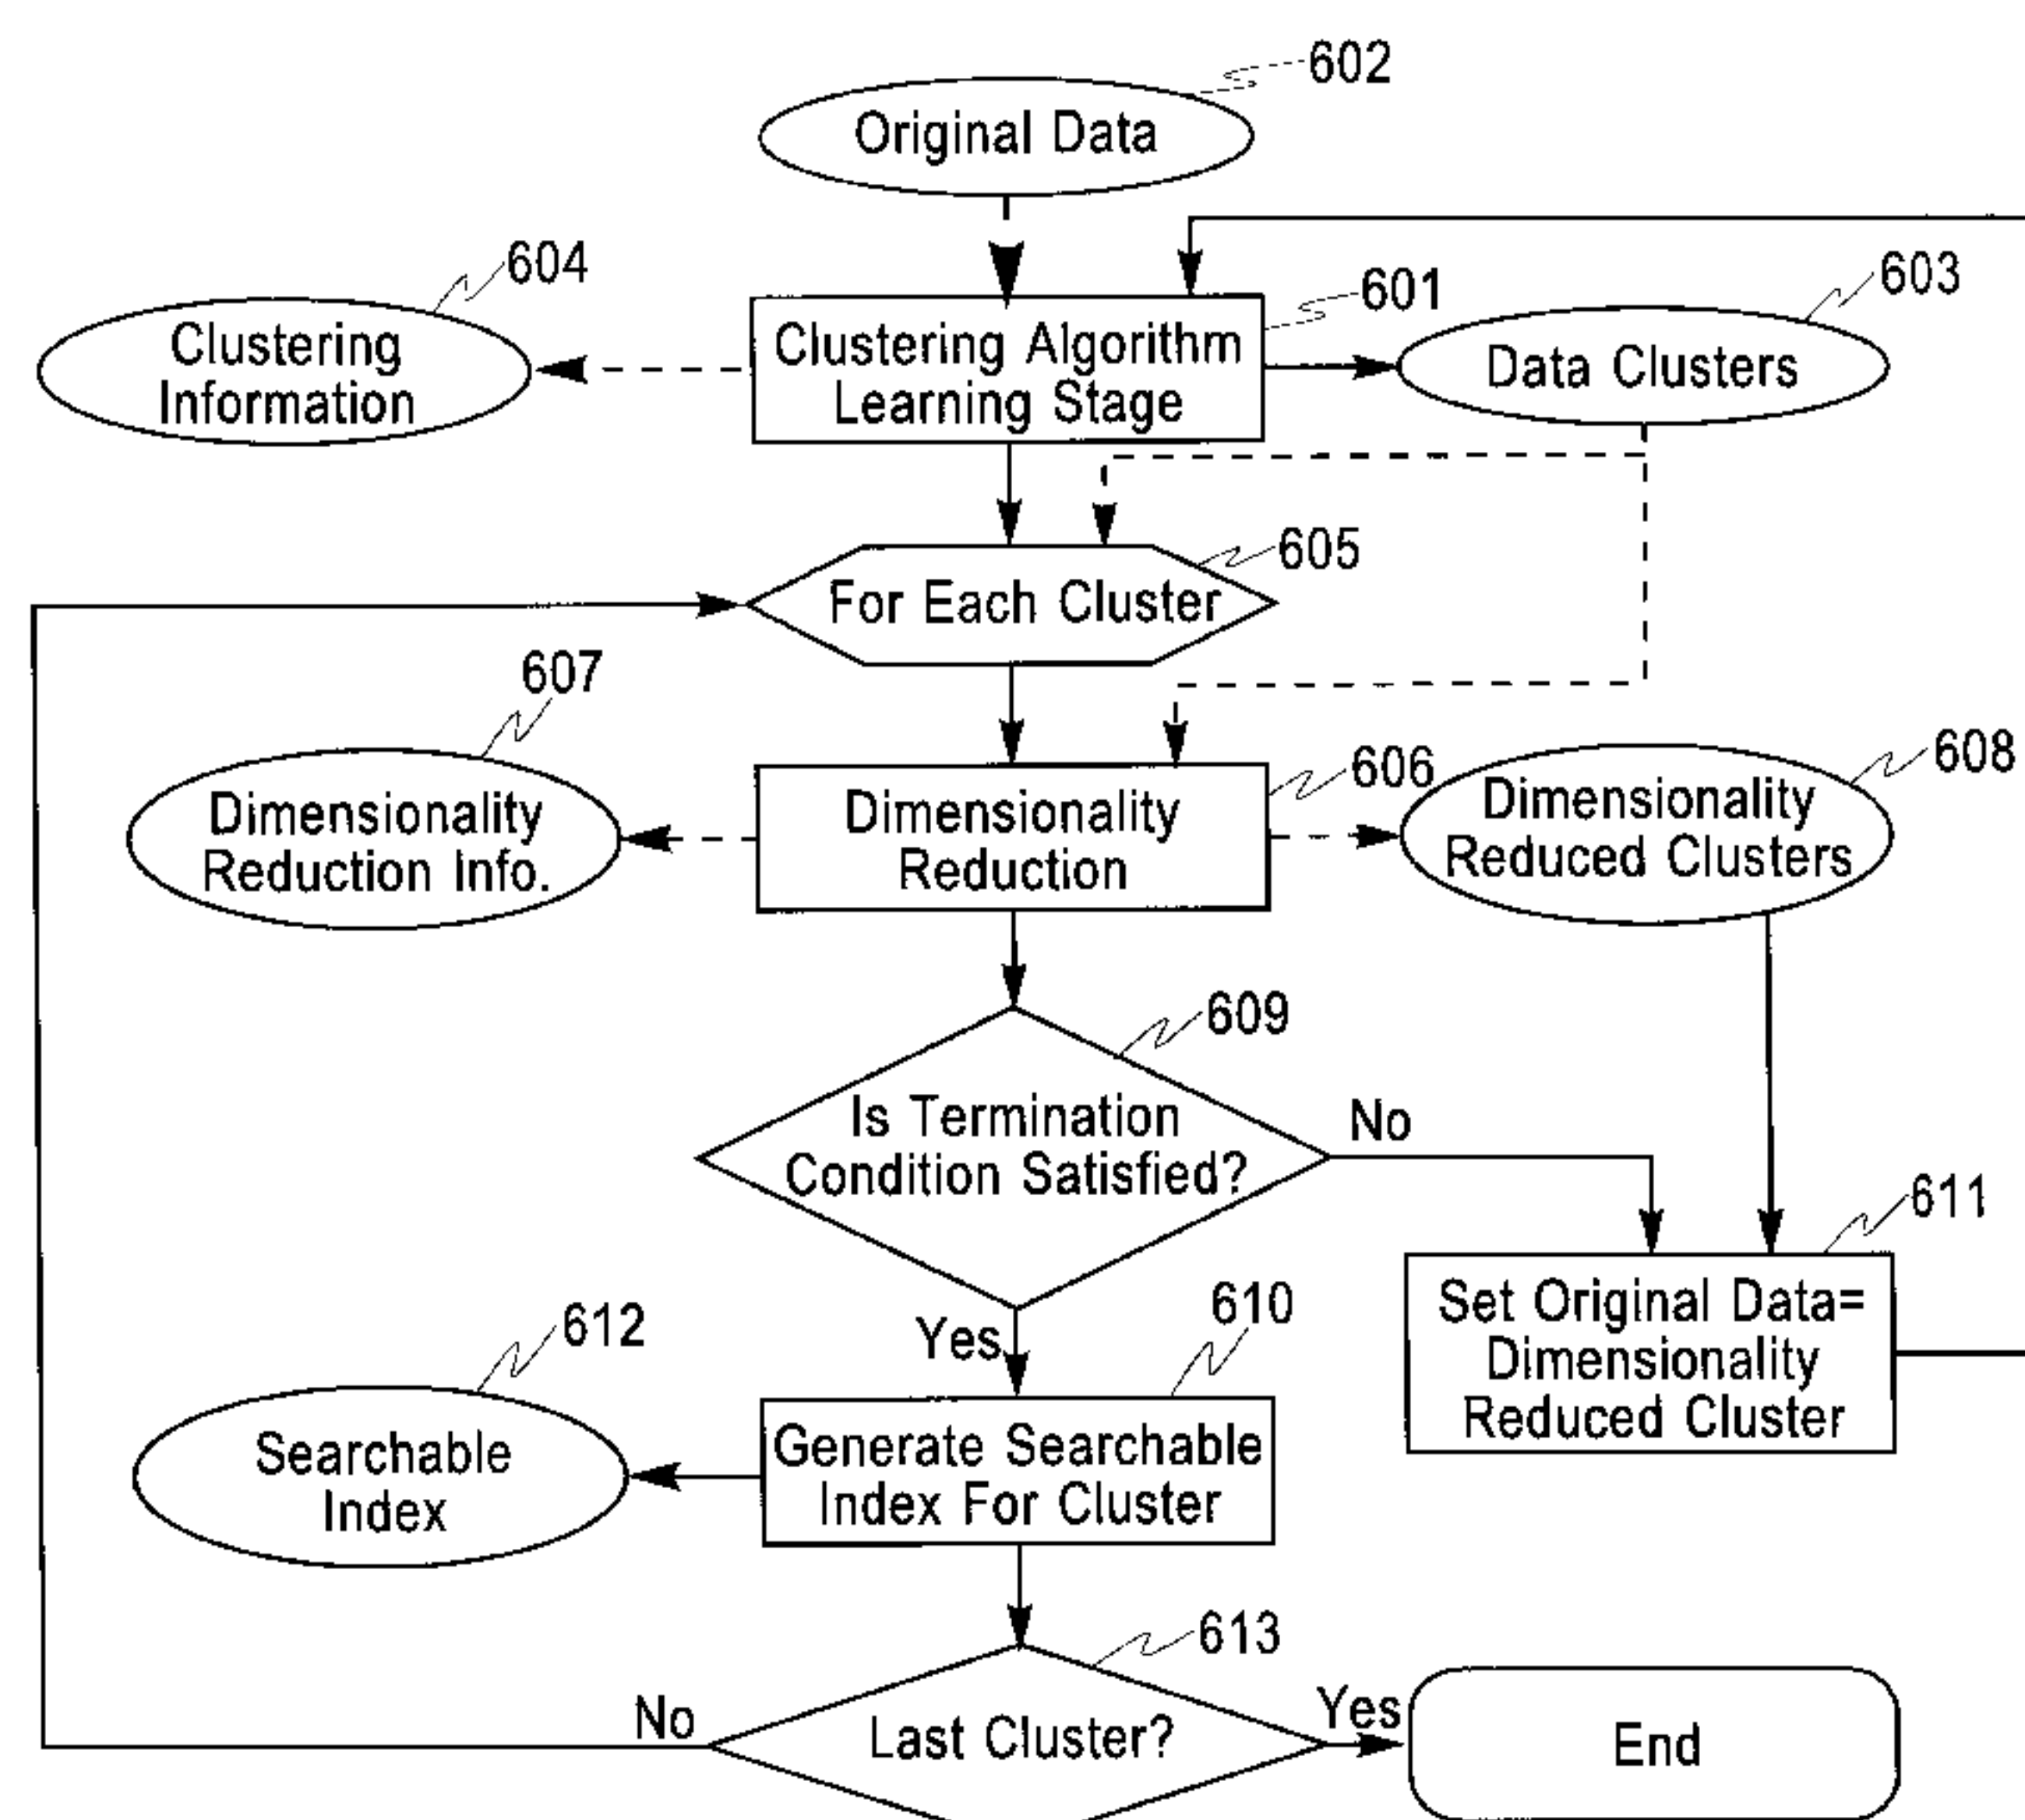 602
Original Data
604
Clustering
Information
601
Clustering Algorithm
Learning Stage
603
Data Clusters
605
For Each Cluster
607
Dimensionality
Reduction Info.
606
Dimensionality
Reduction
608
Dimensionality
Reduced Clusters
609
Is Termination
Condition Satisfied?
No
Yes
611
Set Original Data=
Dimensionality
Reduced Cluster
610
Generate Searchable
Index For Cluster
612
Searchable
Index
613
Last Cluster?
No
Yes
End